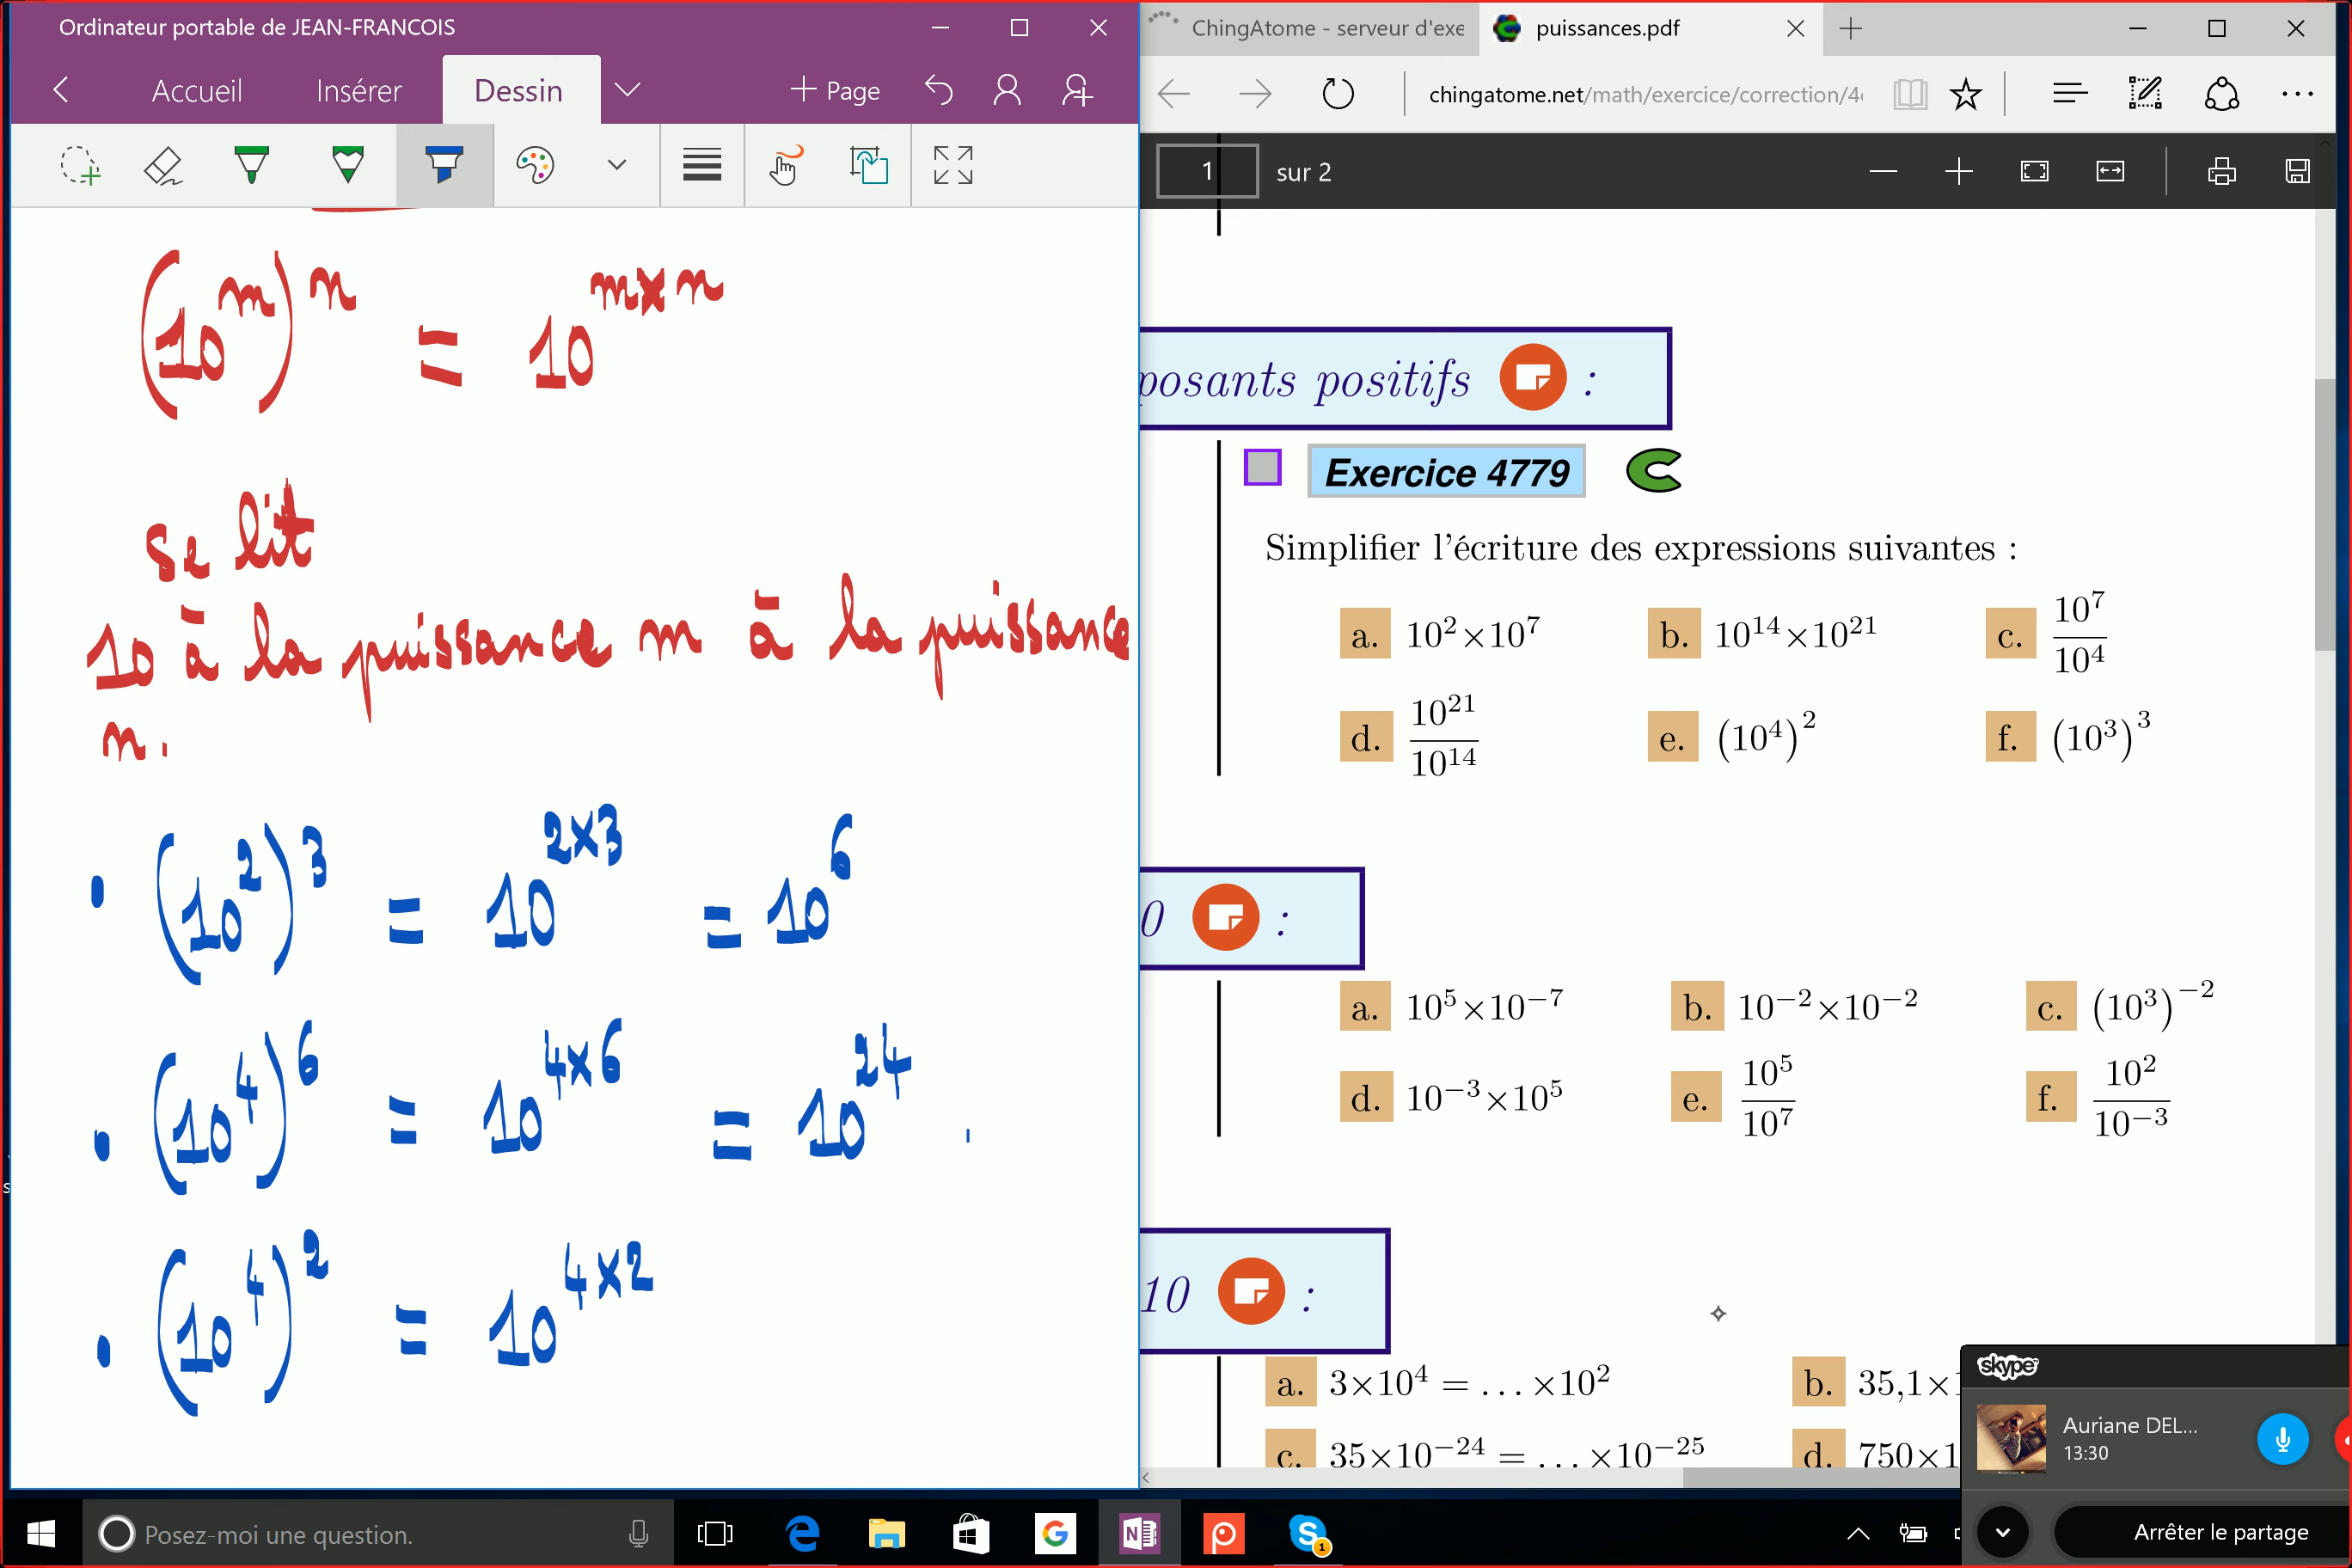 Ordinateur portable de JEAN-FRANCOIS
Accueil Insérer Dessin + Page
(10^m)^n = 10^{m×n}
se lit
10 à la puissance m à la puissance
n.
• (10^2)^3 = 10^{2×3} = 10^6
• (10^4)^6 = 10^{4×6} = 10^24 .
• (10^4)^2 = 10^{4×2}
ChingAtome - serveur d'exe
puissances.pdf
chingatome.net/math/exercice/correction/4
1 sur 2
posants positifs :
Exercice 4779
Simplifier l'écriture des expressions suivantes :
a. 10^2×10^7 b. 10^14×10^21 c. 10^7/10^4
d. 10^21/10^14 e. (10^4)^2 f. (10^3)^3
0 :
a. 10^5×10^−7 b. 10^−2×10^−2 c. (10^3)^−2
d. 10^−3×10^5 e. 10^5/10^7 f. 10^2/10^−3
10 :
a. 3×10^4 = ...×10^2 b. 35,1×
c. 35×10^−24 = ...×10^−25 d. 750×1
skype
Auriane DEL...
13:30
Arrêter le partage
Posez-moi une question.